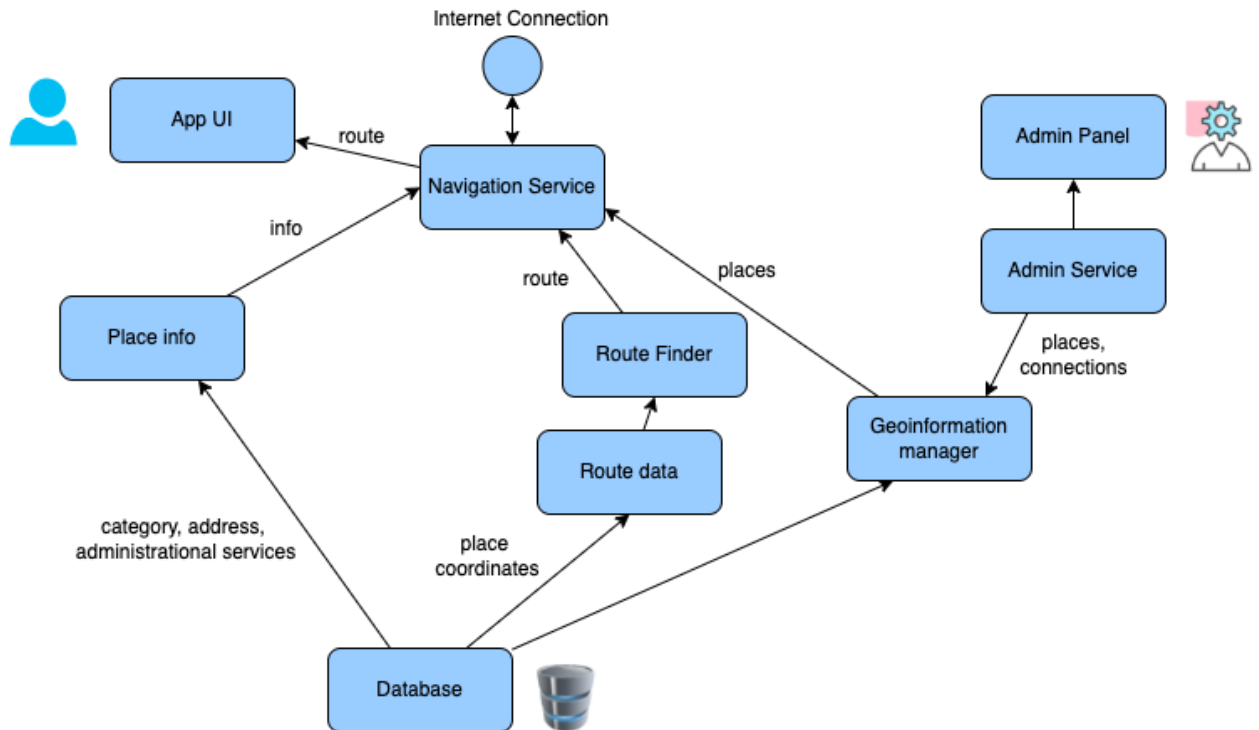 Internet Connection
App UI
route
Admin Panel
Navigation Service
info
places
Admin Service
route
Place info
Route Finder
places,
connections
Geoinformation
manager
Route data
category, address,
administrational services
place
coordinates
Database